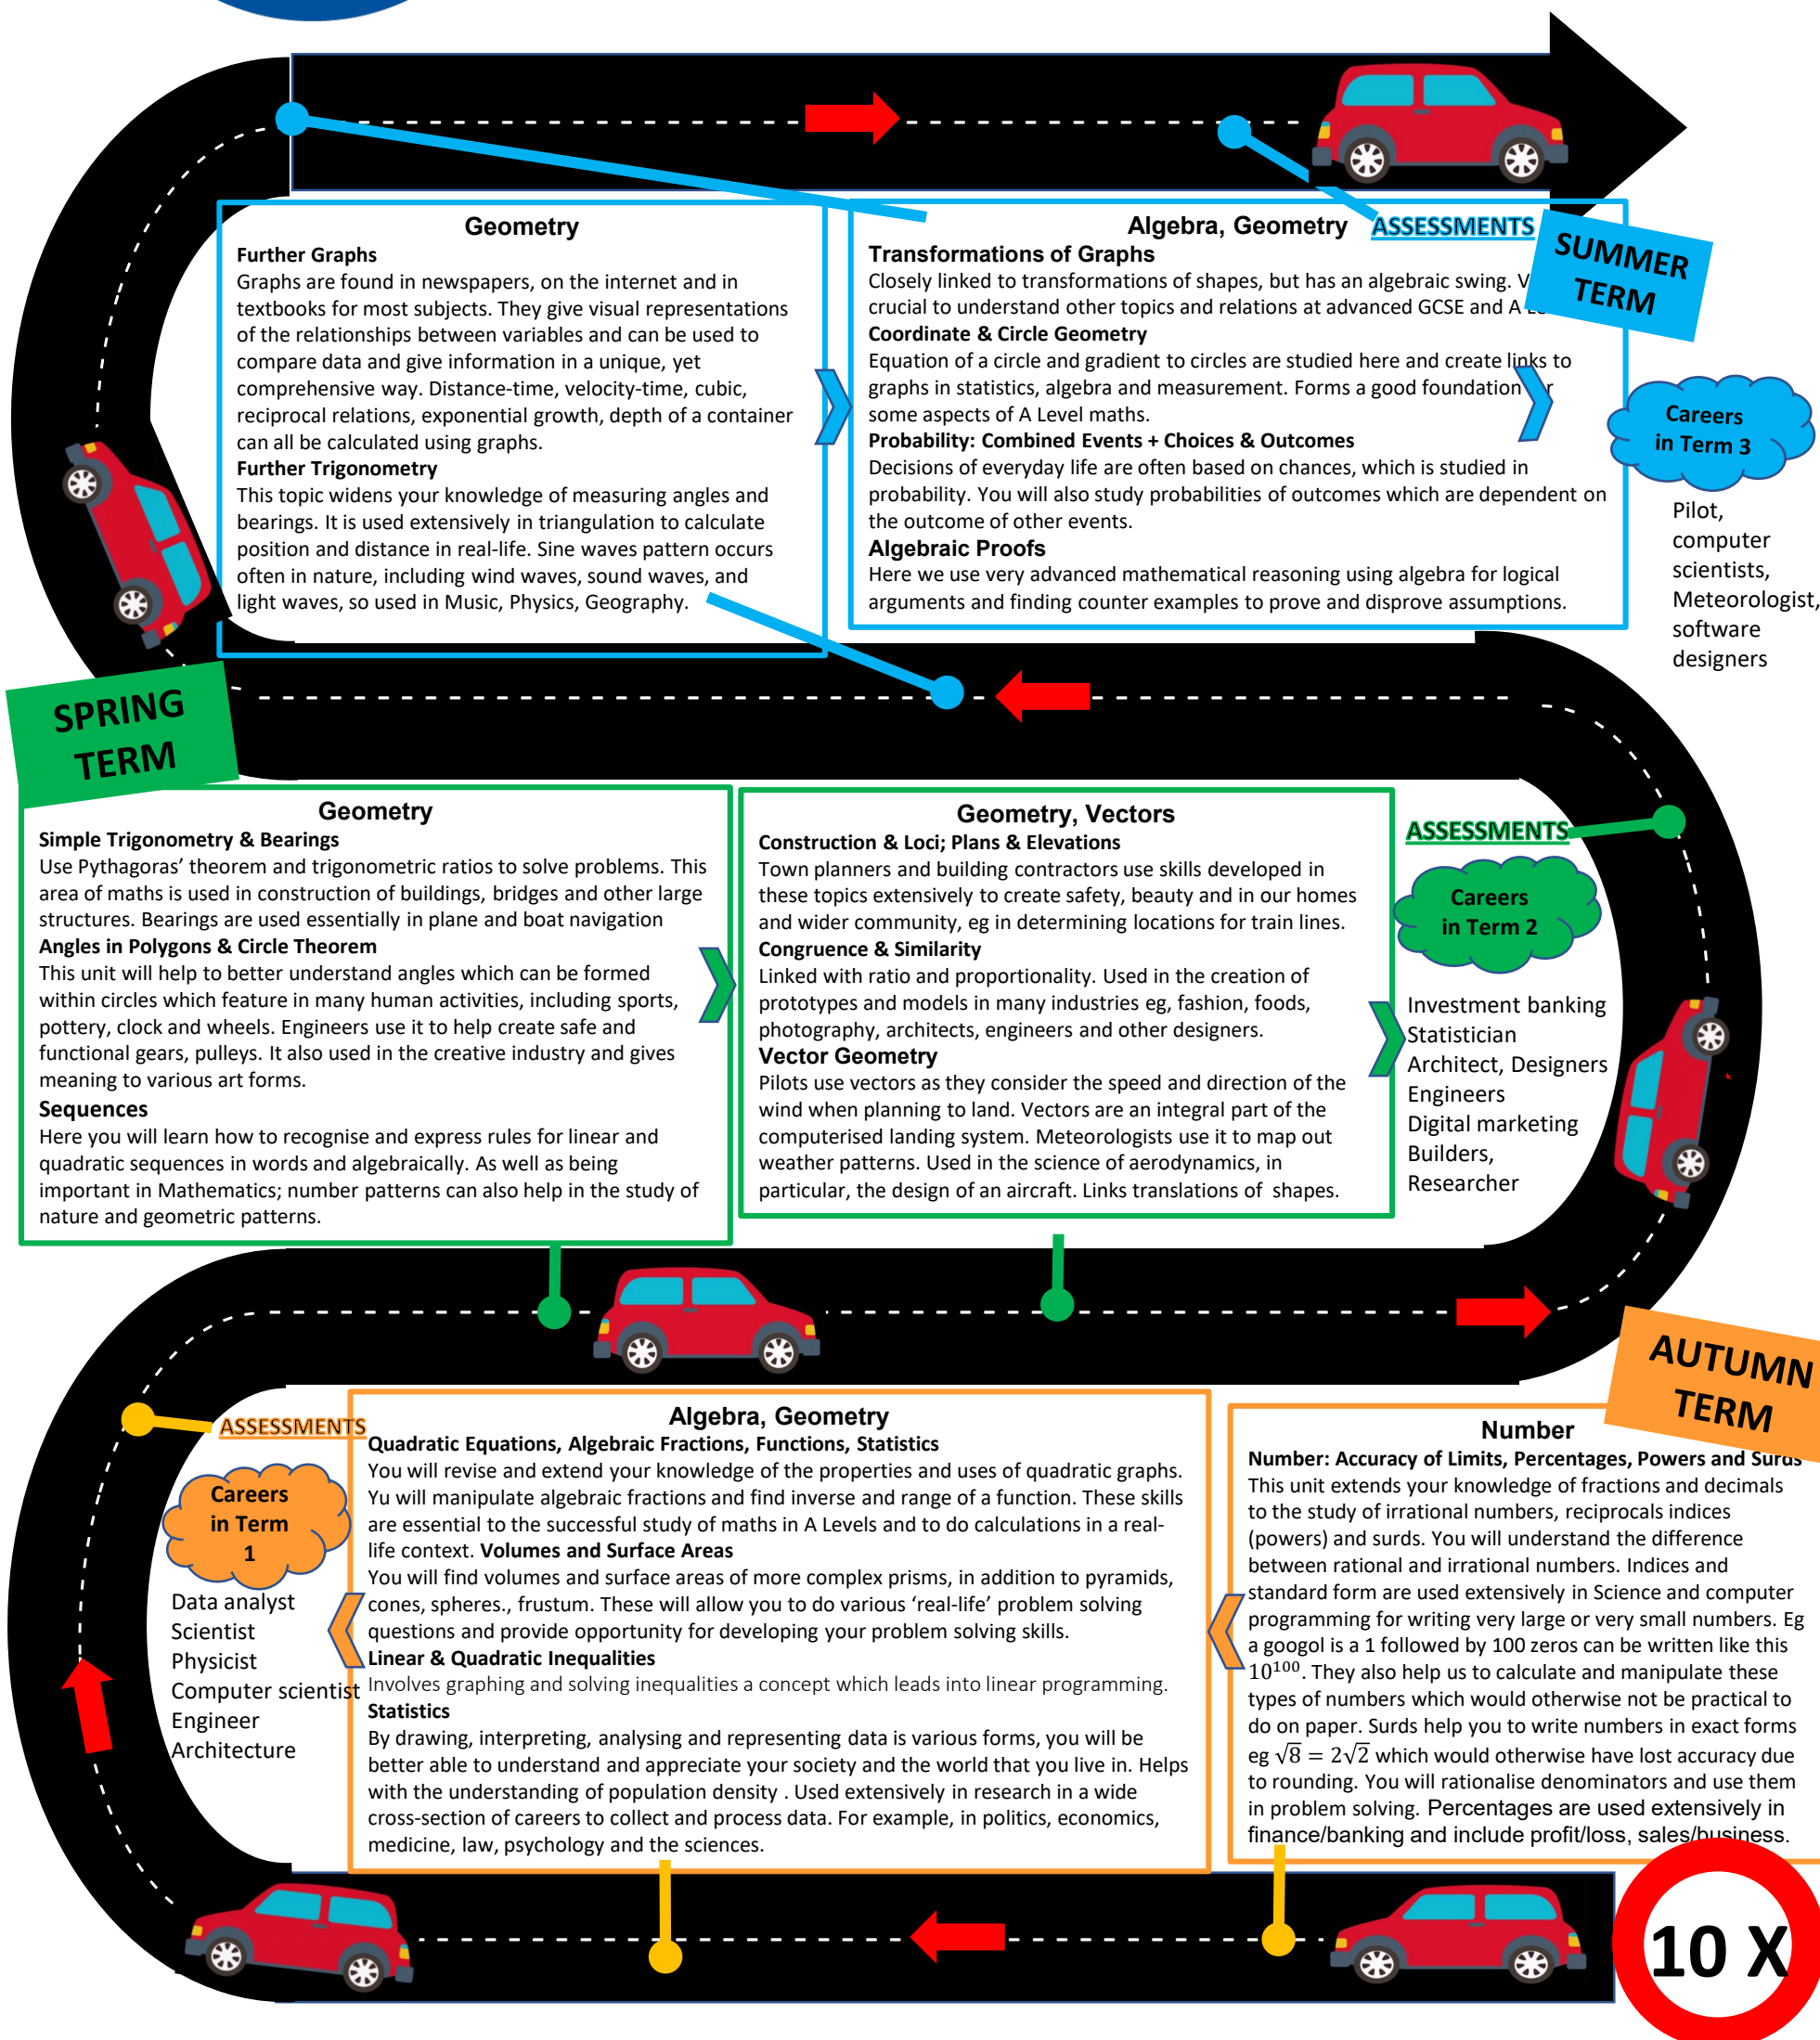 Geometry
Further Graphs
Graphs are found in newspapers, on the internet and in
textbooks for most subjects. They give visual representations
of the relationships between variables and can be used to
compare data and give information in a unique, yet
comprehensive way. Distance-time, velocity-time, cubic,
reciprocal relations, exponential growth, depth of a container
can all be calculated using graphs.
Further Trigonometry
This topic widens your knowledge of measuring angles and
bearings. It is used extensively in triangulation to calculate
position and distance in real-life. Sine waves pattern occurs
often in nature, including wind waves, sound waves, and
light waves, so used in Music, Physics, Geography.
Algebra, Geometry
ASSESSMENTS
SUMMER
TERM
Transformations of Graphs
Closely linked to transformations of shapes, but has an algebraic swing.
crucial to understand other topics and relations at advanced GCSE and
Coordinate & Circle Geometry
Equation of a circle and gradient to circles are studied here and create links to
graphs in statistics, algebra and measurement. Forms a good foundation
some aspects of A Level maths.
Probability: Combined Events + Choices & Outcomes
Decisions of everyday life are often based on chances, which is studied in
probability. You will also study probabilities of outcomes which are dependent on
the outcome of other events.
Algebraic Proofs
Here we use very advanced mathematical reasoning using algebra for logical
arguments and finding counter examples to prove and disprove assumptions.
Careers
in Term 3
Pilot,
computer
scientists,
Meteorologist,
software
designers
SPRING
TERM
Geometry
Simple Trigonometry & Bearings
Use Pythagoras’ theorem and trigonometric ratios to solve problems. This
area of maths is used in construction of buildings, bridges and other large
structures. Bearings are used essentially in plane and boat navigation
Angles in Polygons & Circle Theorem
This unit will help to better understand angles which can be formed
within circles which feature in many human activities, including sports,
pottery, clock and wheels. Engineers use it to help create safe and
functional gears, pulleys. It also used in the creative industry and gives
meaning to various art forms.
Sequences
Here you will learn how to recognise and express rules for linear and
quadratic sequences in words and algebraically. As well as being
important in Mathematics; number patterns can also help in the study of
nature and geometric patterns.
Geometry, Vectors
Construction & Loci; Plans & Elevations
Town planners and building contractors use skills developed in
these topics extensively to create safety, beauty and in our homes
and wider community, eg in determining locations for train lines.
Congruence & Similarity
Linked with ratio and proportionality. Used in the creation of
prototypes and models in many industries eg, fashion, foods,
photography, architects, engineers and other designers.
Vector Geometry
Pilots use vectors as they consider the speed and direction of the
wind when planning to land. Vectors are an integral part of the
computerised landing system. Meteorologists use it to map out
weather patterns. Used in the science of aerodynamics, in
particular, the design of an aircraft. Links translations of shapes.
ASSESSMENTS
Careers
in Term 2
Investment banking
Statistician
Architect, Designers
Engineers
Digital marketing
Builders,
Researcher
AUTUMN
TERM
Number
Number: Accuracy of Limits, Percentages, Powers and Surds
This unit extends your knowledge of fractions and decimals
to the study of irrational numbers, reciprocals indices
(powers) and surds. You will understand the difference
between rational and irrational numbers. Indices and
standard form are used extensively in Science and computer
programming for writing very large or very small numbers. Eg
a googol is a 1 followed by 100 zeros can be written like this
10¹⁰⁰. They also help us to calculate and manipulate these
types of numbers which would otherwise not be practical to
do on paper. Surds help you to write numbers in exact forms
eg √8 = 2√2 which would otherwise have lost accuracy due
to rounding. You will rationalise denominators and use them
in problem solving. Percentages are used extensively in
finance/banking and include profit/loss, sales/business.
Algebra, Geometry
Quadratic Equations, Algebraic Fractions, Functions, Statistics
You will revise and extend your knowledge of the properties and uses of quadratic graphs.
Yu will manipulate algebraic fractions and find inverse and range of a function. These skills
are essential to the successful study of maths in A Levels and to do calculations in a real-
life context. Volumes and Surface Areas
You will find volumes and surface areas of more complex prisms, in addition to pyramids,
cones, spheres., frustum. These will allow you to do various ‘real-life’ problem solving
questions and provide opportunity for developing your problem solving skills.
Linear & Quadratic Inequalities
Involves graphing and solving inequalities a concept which leads into linear programming.
Statistics
By drawing, interpreting, analysing and representing data is various forms, you will be
better able to understand and appreciate your society and the world that you live in. Helps
with the understanding of population density . Used extensively in research in a wide
cross-section of careers to collect and process data. For example, in politics, economics,
medicine, law, psychology and the sciences.
ASSESSMENTS
Careers
in Term
1
Data analyst
Scientist
Physicist
Computer scientist
Engineer
Architecture
10 X